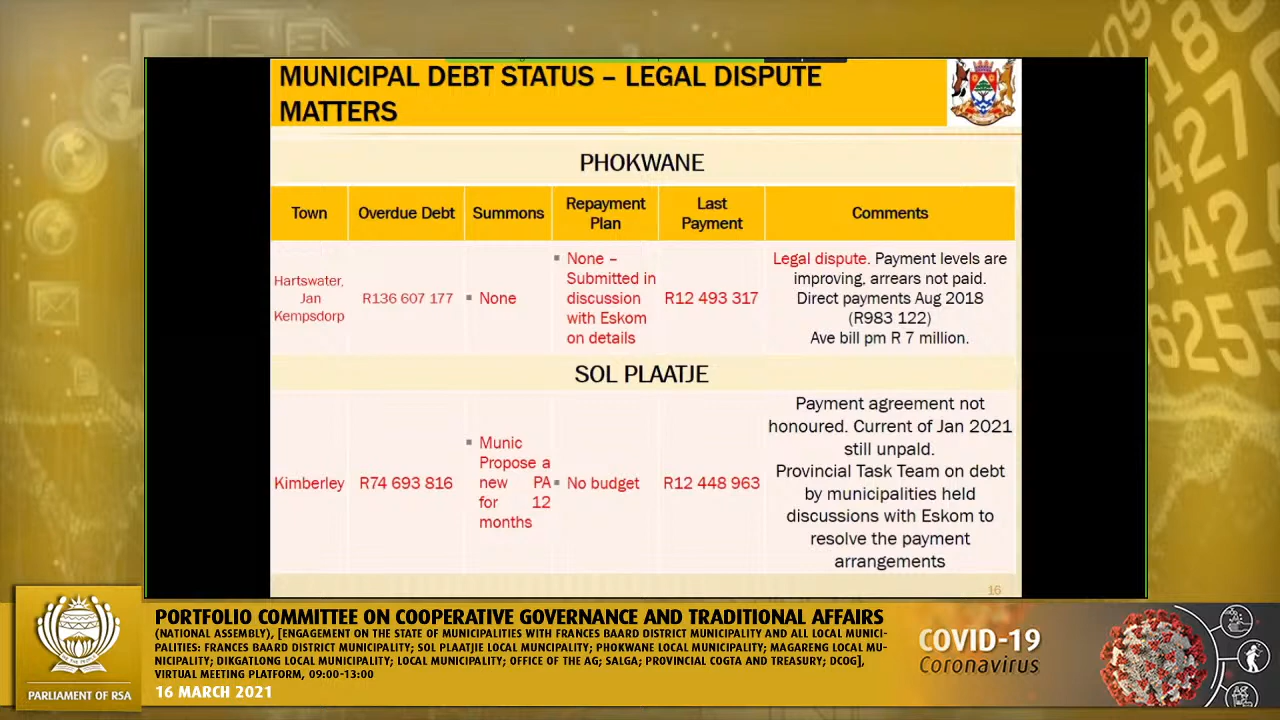 MUNICIPAL DEBT STATUS – LEGAL DISPUTE
MATTERS
PHOKWANE
Town
Overdue Debt
Summons
Repayment
Plan
Last
Payment
Comments
Hartswater,
Jan
Kempsdorp
R136 607 177
▪ None
▪ None –
Submitted in
discussion
with Eskom
on details
R12 493 317
Legal dispute. Payment levels are
improving, arrears not paid.
Direct payments Aug 2018
(R983 122)
Ave bill pm R 7 million.
SOL PLAATJE
Kimberley
R74 693 816
▪ Munic
Propose a
new PA
for 12
months
▪ No budget
R12 448 963
Payment agreement not
honoured. Current of Jan 2021
still unpaid.
Provincial Task Team on debt
by municipalities held
discussions with Eskom to
resolve the payment
arrangements
16
PARLIAMENT OF RSA
PORTFOLIO COMMITTEE ON COOPERATIVE GOVERNANCE AND TRADITIONAL AFFAIRS
(NATIONAL ASSEMBLY), [ENGAGEMENT ON THE STATE OF MUNICIPALITIES WITH FRANCES BAARD DISTRICT MUNICIPALITY AND ALL LOCAL MUNICI-
PALITIES: FRANCES BAARD DISTRICT MUNICIPALITY; SOL PLAATJIE LOCAL MUNCIPALITY; PHOKWANE LOCAL MUNICIPALITY; MAGARENG LOCAL MU-
NICIPALITY; DIKGATLONG LOCAL MUNICIPALITY; LOCAL MUNICIPALITY; OFFICE OF THE AG; SALGA; PROVINCIAL COGTA AND TREASURY; DCOG],
VIRTUAL MEETING PLATFORM, 09:00-13:00
16 MARCH 2021
COVID-19
Coronavirus